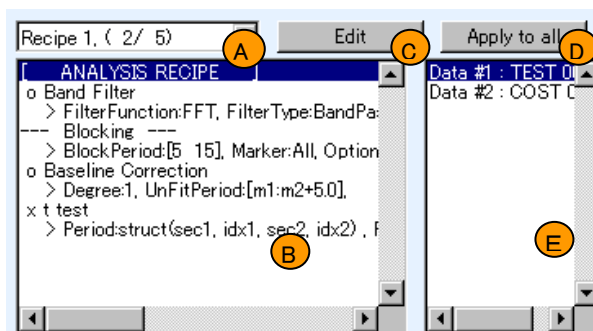 Recipe 1, ( 2/ 5)
A
Edit
C
Apply to all
D
[ ANALYSIS RECIPE ]
o Band Filter
> FilterFunction:FFT, FilterType:BandPa
--- Blocking ---
> BlockPeriod:[5 15], Marker:All, Option
o Baseline Correction
> Degree:1, UnFitPeriod:[m1:m2+5.0],
x t test
> Period:struct(sec1, idx1, sec2, idx2) , F
B
Data #1 : TEST 0
Data #2 : COST
E